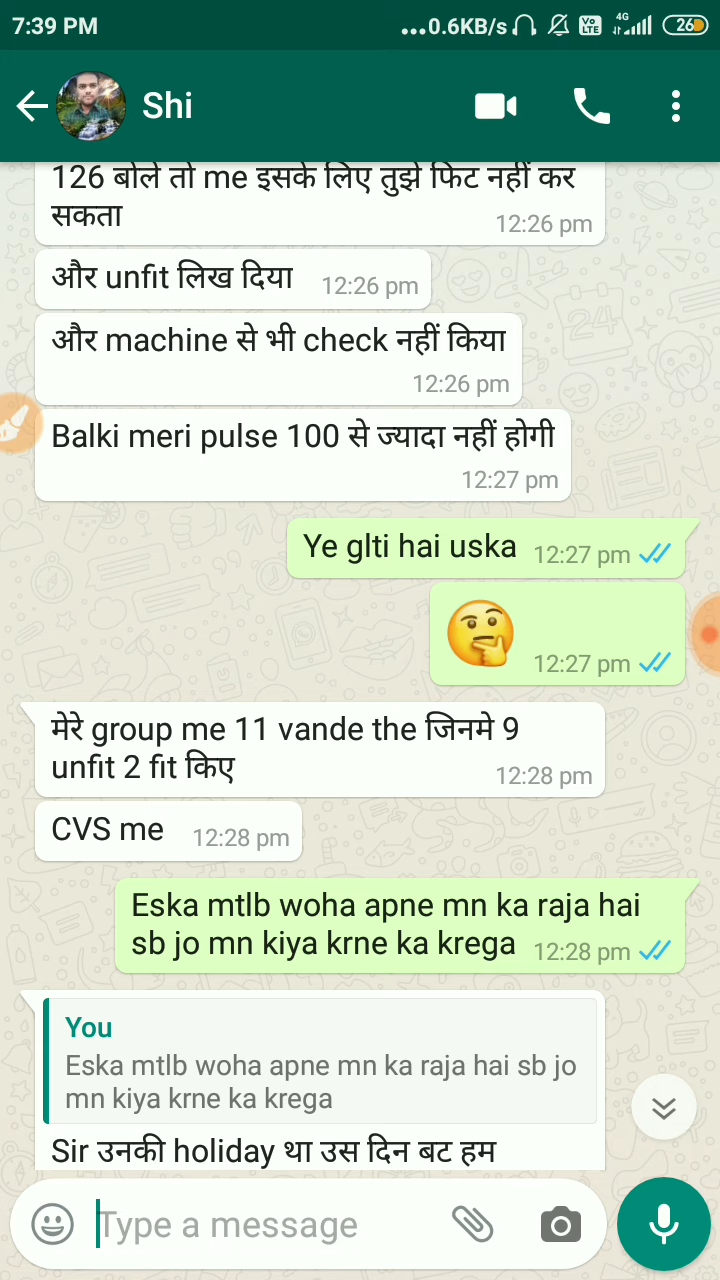 7:39 PM
...0.6KB/s
Vo
LTE
4G
26
Shi
126 बोले तो me इसके लिए तुझे फिट नहीं कर
सकता
12:26 pm
और unfit लिख दिया
12:26 pm
और machine से भी check नहीं किया
12:26 pm
Balki meri pulse 100 से ज्यादा नहीं होगी
12:27 pm
Ye glti hai uska 12:27 pm
12:27 pm
मेरे group me 11 vande the जिनमे 9
unfit 2 fit किए
12:28 pm
CVS me 12:28 pm
Eska mtlb woha apne mn ka raja hai
sb jo mn kiya krne ka krega 12:28 pm
You
Eska mtlb woha apne mn ka raja hai sb jo
mn kiya krne ka krega
Sir उनकी holiday था उस दिन बट हम
Type a message